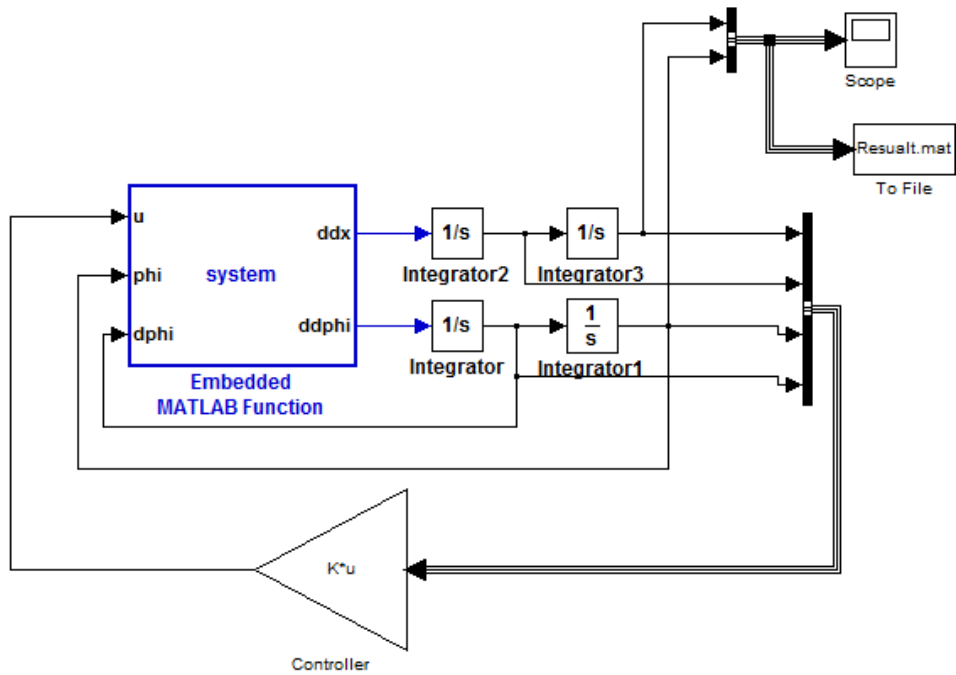 Scope
Resualt.mat
To File
u
phi
dphi
system
ddx
ddphi
Embedded
MATLAB Function
1/s
Integrator2
1/s
Integrator3
1/s
Integrator
1
s
Integrator1
K*u
Controller